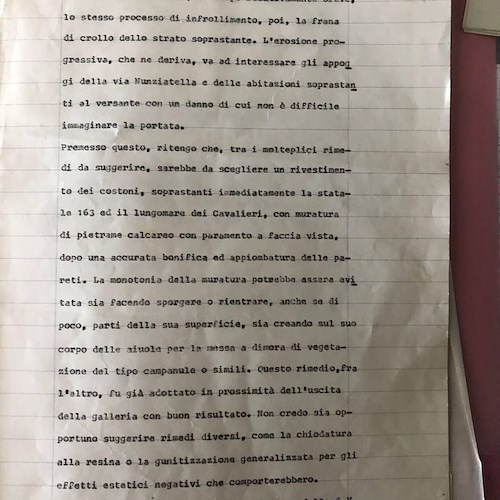 lo stesso processo di infrollimento, poi, la frana
di crollo dello strato soprastante. L'erosione pro-
gressiva, che ne deriva, va ad interessare gli appog
gi della via Nunziatella e delle abitazioni soprastan
ti al versante con un danno di cui non è difficile
immaginare la portata.
Premesso questo, ritengo che, tra i molteplici rime-
di da suggerire, sarebbe da scegliere un rivestimen-
to dei costoni, soprastanti immediatamente la stata-
le 163 ed il lungomare dei Cavalieri, con muratura
di pietrame calcareo con paramento a faccia vista,
dopo una accurata bonifica ed appiombatura delle pa-
reti. La monotonia della muratura potrebbe essere evi
tata sia facendo sporgere o rientrare, anche se di
poco, parti della sua superficie, sia creando sul suo
corpo delle aiuole per la messa a dimora di vegeta-
zione del tipo campanule o simili. Questo rimedio,fra
l'altro, fu già adottato in prossimità dell'uscita
della galleria con buon risultato. Non credo sia op-
portuno suggerire rimedi diversi, come la chiodatura
alla resina o la gunitizzazione generalizzata per gli
effetti estetici negativi che comporterebbero.